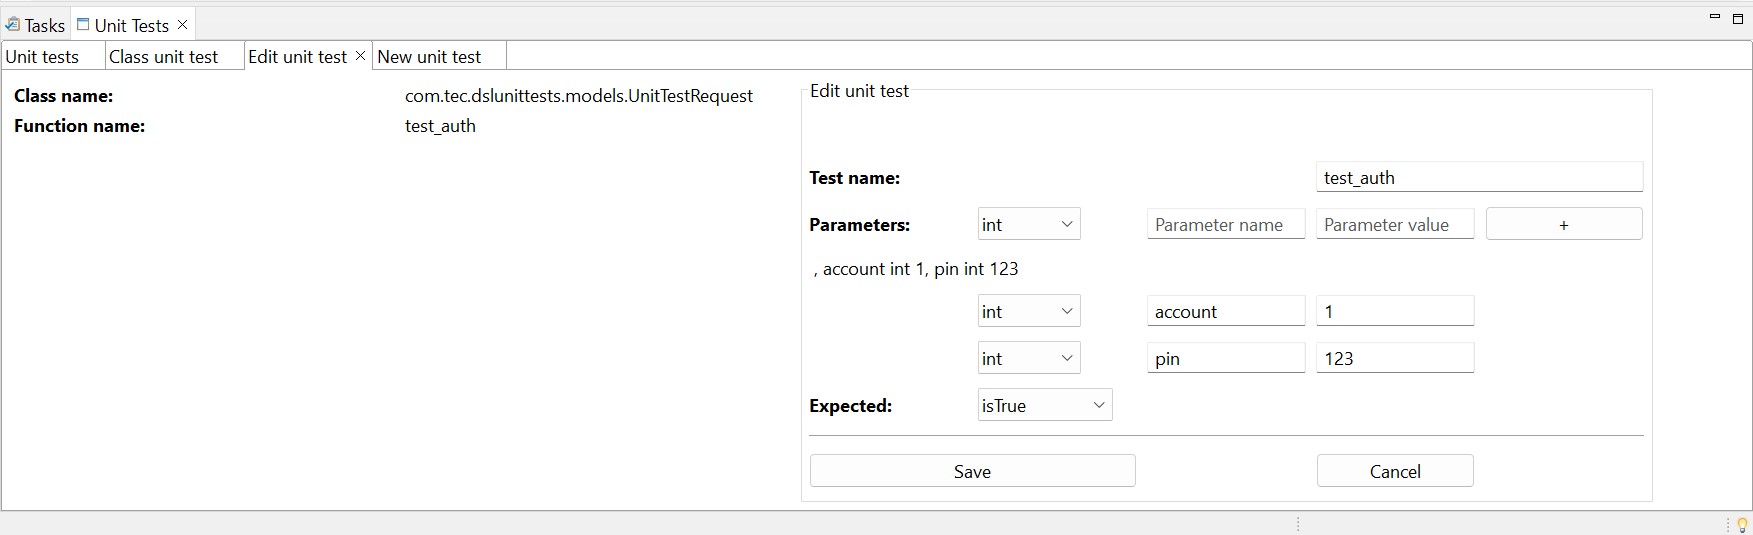 Tasks Unit Tests
Unit tests Class unit test Edit unit test New unit test
Class name: com.tec.dslunittests.models.UnitTestRequest
Function name: test_auth
Edit unit test
Test name: test_auth
Parameters: int Parameter name Parameter value +
, account int 1, pin int 123
int account 1
int pin 123
Expected: isTrue
Save Cancel